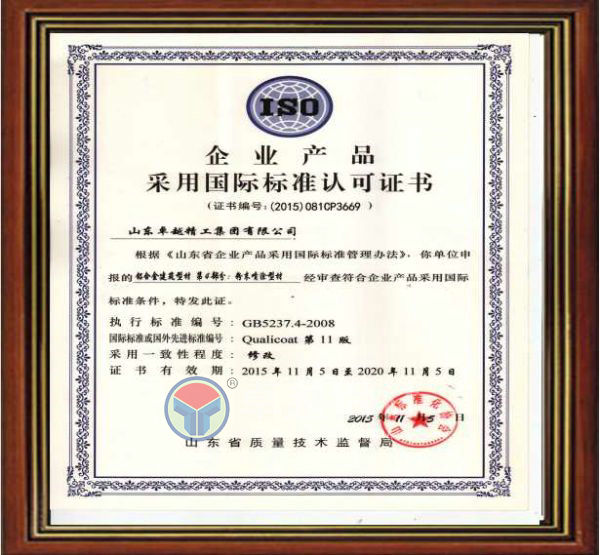 ISO
企业产品
采用国际标准认可证书
(证书编号:(2015)081CP3669 )
山东卓越精工集团有限公司
根据《山东省企业产品采用国际标准管理办法》,你单位申
报的 铝合金建筑型材 第4部分:粉末喷涂型材 经审查符合企业产品采用国际
标准条件,特发此证。
执行标准编号:GB5237.4-2008
国际标准或国外先进标准编号:Qualicoat 第11版
采用一致性程度:修改
证书有效期:2015年11月5日至2020年11月5日
®
2015年11月5日
山东省质量技术监督局